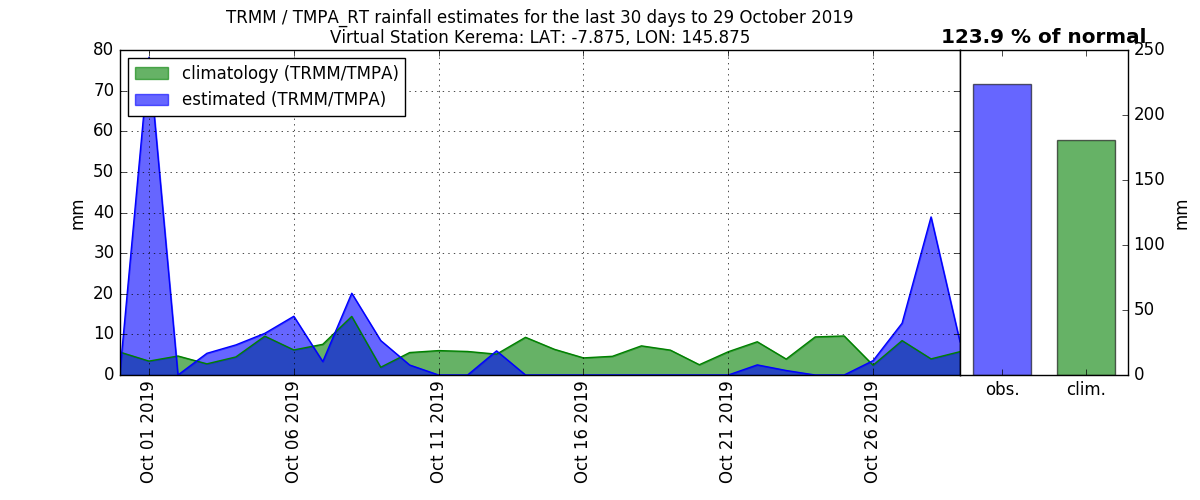 TRMM / TMPA_RT rainfall estimates for the last 30 days to 29 October 2019
Virtual Station Kerema: LAT: -7.875, LON: 145.875
123.9 % of normal
climatology (TRMM/TMPA)
estimated (TRMM/TMPA)
80
70
60
50
40
30
20
10
0
mm
Oct 01 2019
Oct 06 2019
Oct 11 2019
Oct 16 2019
Oct 21 2019
Oct 26 2019
250
200
150
100
50
0
mm
obs.
clim.